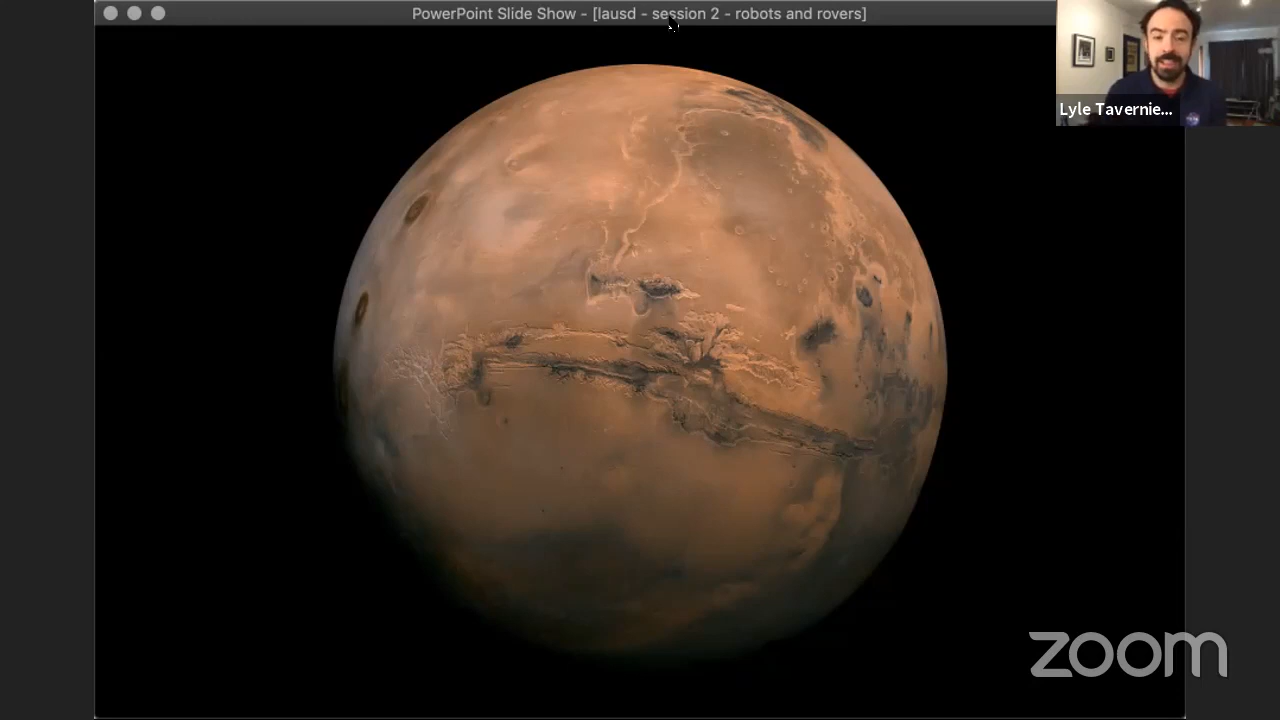 PowerPoint Slide Show - [lausd - session 2 - robots and rovers]
Lyle Tavernie...
zoom